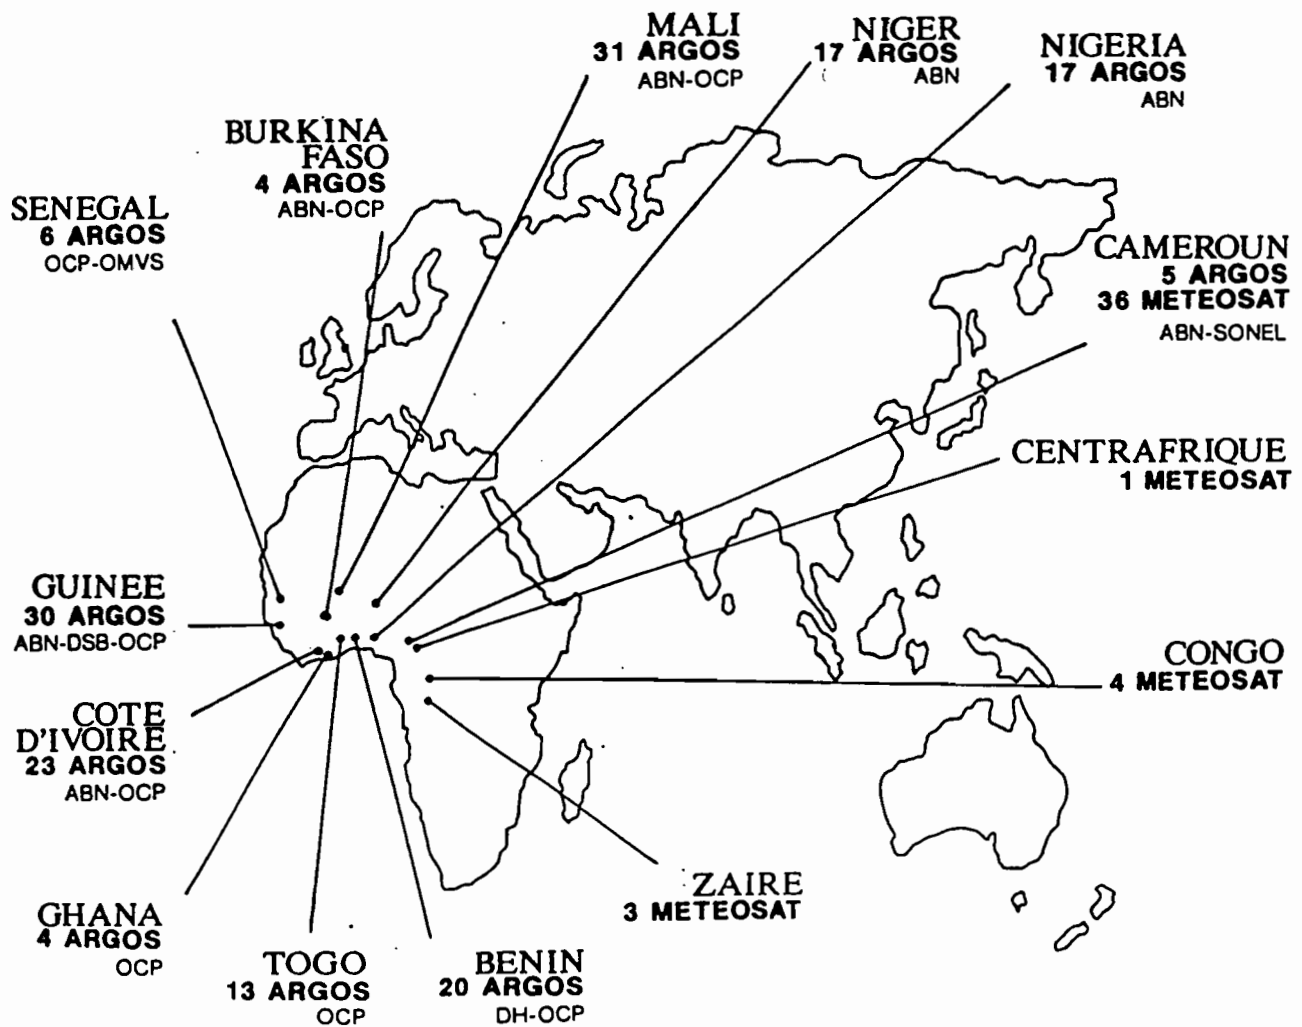 MALI
31 ARGOS
ABN-OCP
NIGER
17 ARGOS
ABN
NIGERIA
17 ARGOS
ABN
BURKINA
FASO
4 ARGOS
ABN-OCP
SENEGAL
6 ARGOS
OCP-OMVS
CAMEROUN
5 ARGOS
36 METEOSAT
ABN-SONEL
CENTRAFRIQUE
1 METEOSAT
GUINEE
30 ARGOS
ABN-DSB-OCP
CONGO
4 METEOSAT
COTE
D'IVOIRE
23 ARGOS
ABN-OCP
ZAIRE
3 METEOSAT
GHANA
4 ARGOS
OCP
TOGO
13 ARGOS
OCP
BENIN
20 ARGOS
DH-OCP